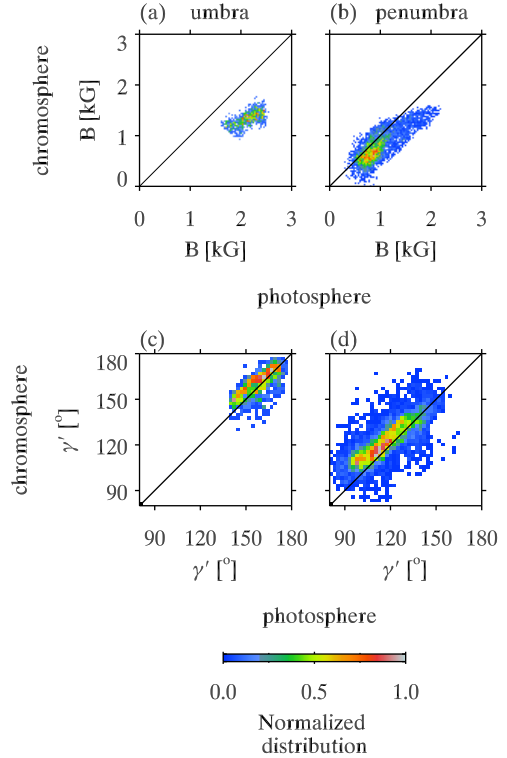 (a) umbra (b) penumbra
3
2
1
0
chromosphere
B [kG]
0 1 2 3 0 1 2 3
B [kG] B [kG]
photosphere
(c) (d)
180
150
120
90
chromosphere
γ′ [°]
90 120 150 180 90 120 150 180
γ′ [°] γ′ [°]
photosphere
0.0 0.5 1.0
Normalized
distribution